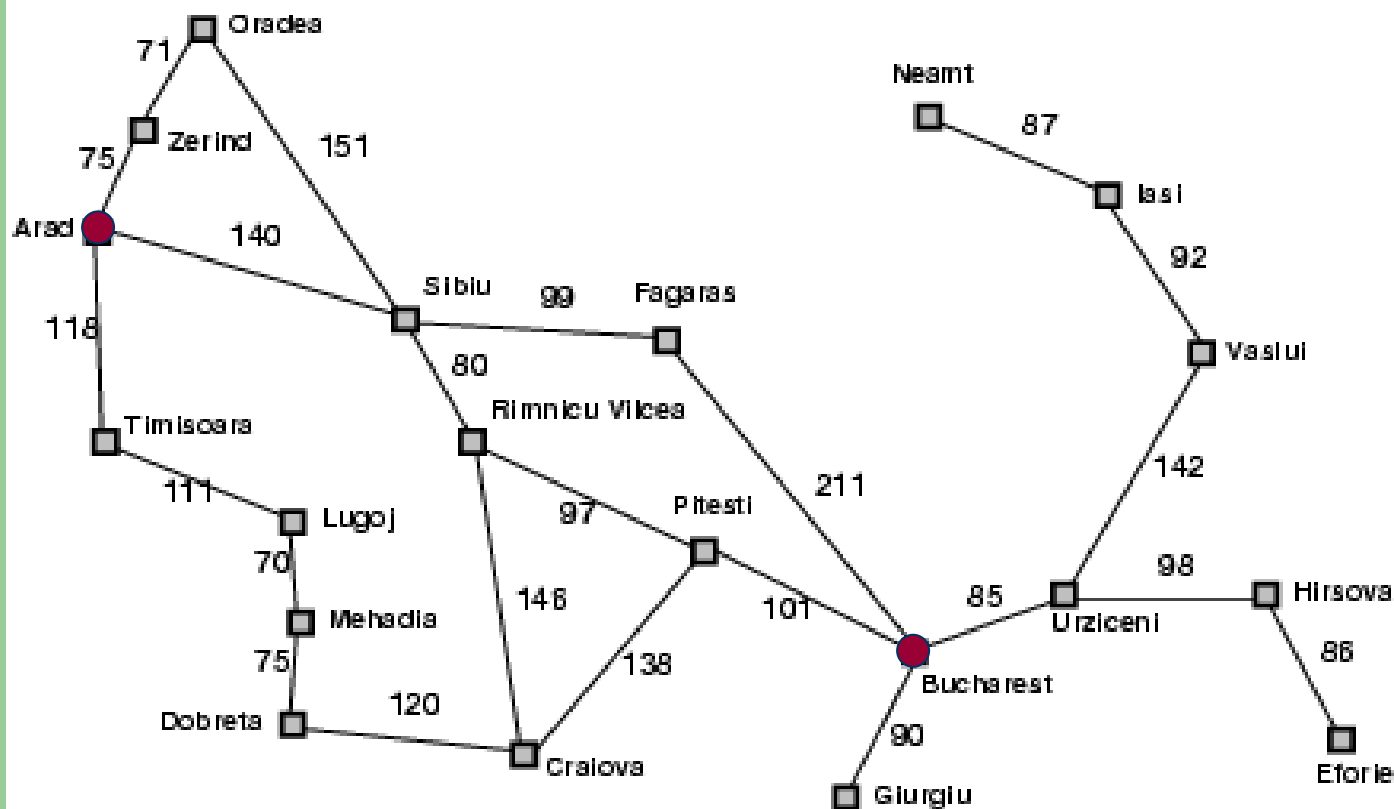 Oradea
71
Neamt
87
Zerind
151
75
Iasi
Arad
140
92
Sibiu
99
Fagaras
118
80
Vaslui
Rimnicu Vilcea
Timisoara
142
211
111
Pitesti
97
Lugoj
70
98
Hirsova
146
85
101
Mehadia
Urziceni
86
75
138
Bucharest
120
Dobreta
90
Craiova
Eforie
Giurgiu